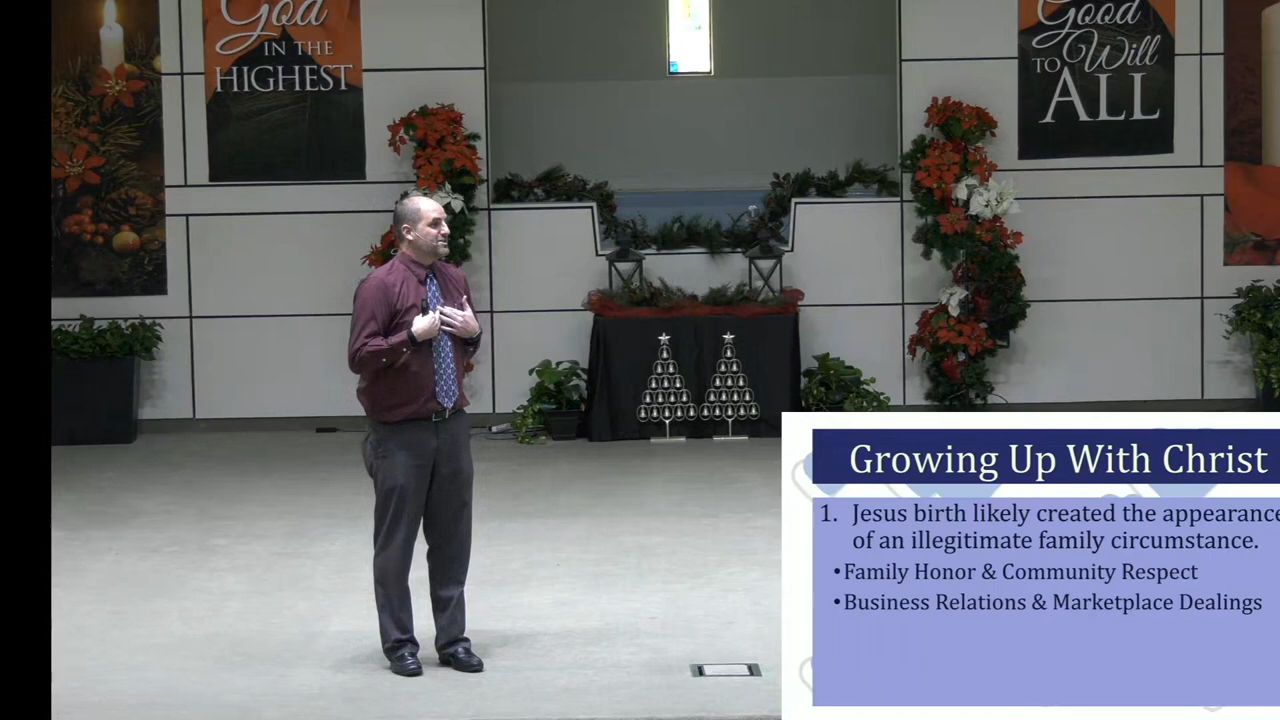 God
IN THE
HIGHEST
Good
Will
TO
ALL
Growing Up With Christ
1. Jesus birth likely created the appearance
of an illegitimate family circumstance.
•Family Honor & Community Respect
•Business Relations & Marketplace Dealings